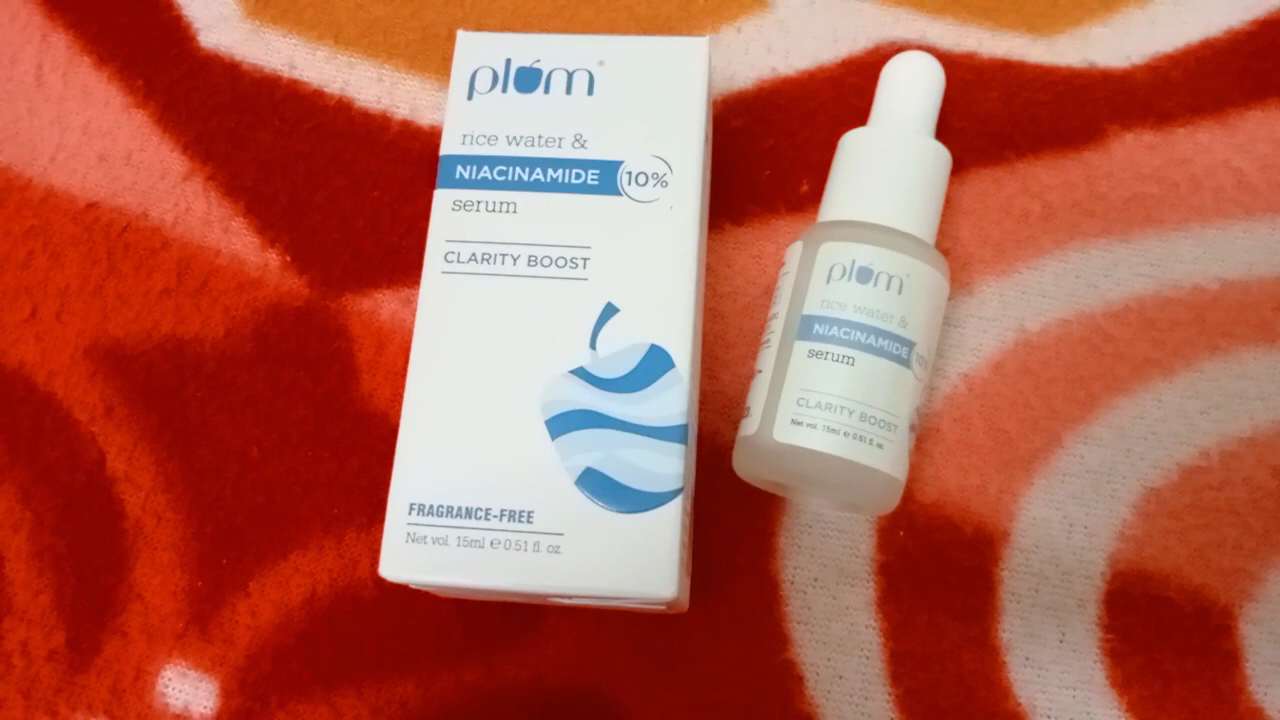 plum®
rice water &
NIACINAMIDE 10%
serum
CLARITY BOOST
FRAGRANCE-FREE
Net vol. 15ml ℮ 0.51 fl. oz.
plum
rice water &
NIACINAMIDE 10%
serum
CLARITY BOOST
Net vol. 15ml ℮ 0.51 fl. oz.